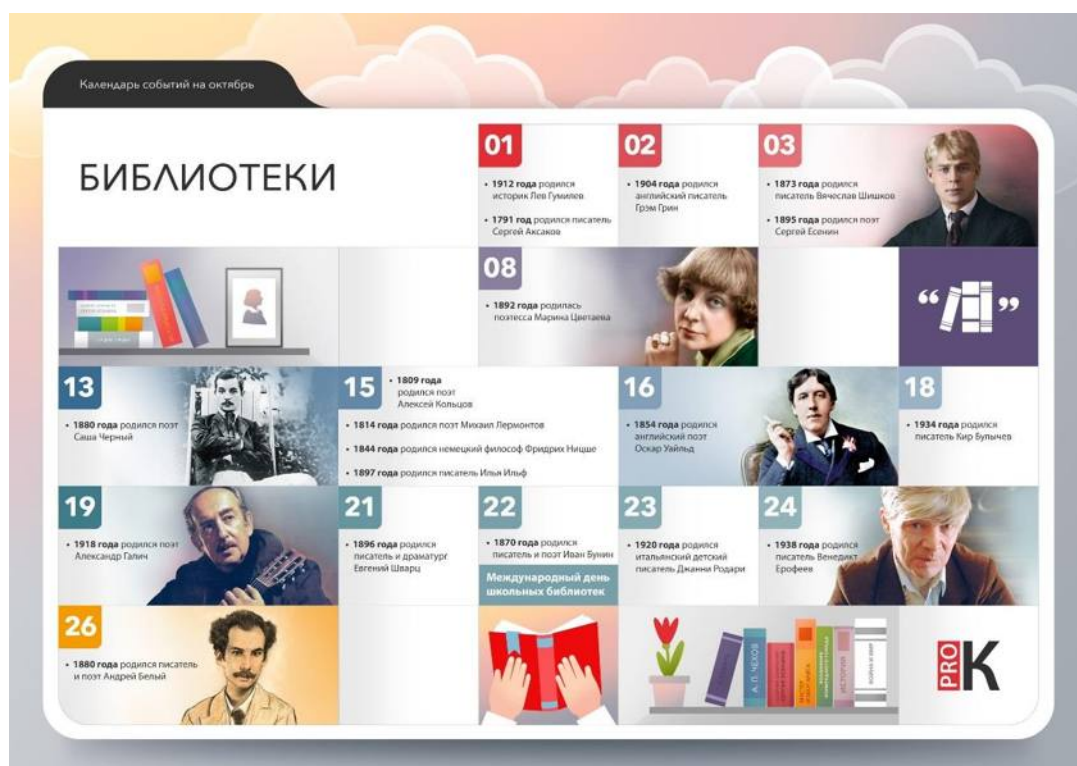 Календарь событий на октябрь
БИБЛИОТЕКИ
01
• 1912 года родился
историк Лев Гумилев
• 1791 год родился писатель
Сергей Аксаков
02
• 1904 года родился
английский писатель
Грэм Грин
03
• 1873 года родился
писатель Вячеслав Шишков
• 1895 года родился поэт
Сергей Есенин
08
• 1892 года родилась
поэтесса Марина Цветаева
“ ”
13
• 1880 года родился поэт
Саша Черный
15
• 1809 года
родился поэт
Алексей Кольцов
• 1814 года родился поэт Михаил Лермонтов
• 1844 года родился немецкий философ Фридрих Ницше
• 1897 года родился писатель Илья Ильф
16
• 1854 года родился
английский поэт
Оскар Уайльд
18
• 1934 года родился
писатель Кир Булычев
19
• 1918 года родился поэт
Александр Галич
21
• 1896 года родился
писатель и драматург
Евгений Шварц
22
• 1870 года родился
писатель и поэт Иван Бунин
Международный день
школьных библиотек
23
• 1920 года родился
итальянский детский
писатель Джанни Родари
24
• 1938 года родился
писатель Венедикт
Ерофеев
26
• 1880 года родился писатель
и поэт Андрей Белый
А. П. ЧЕХОВ
ИСТОРИЯ
ВОЙНА И МИР
PRO К